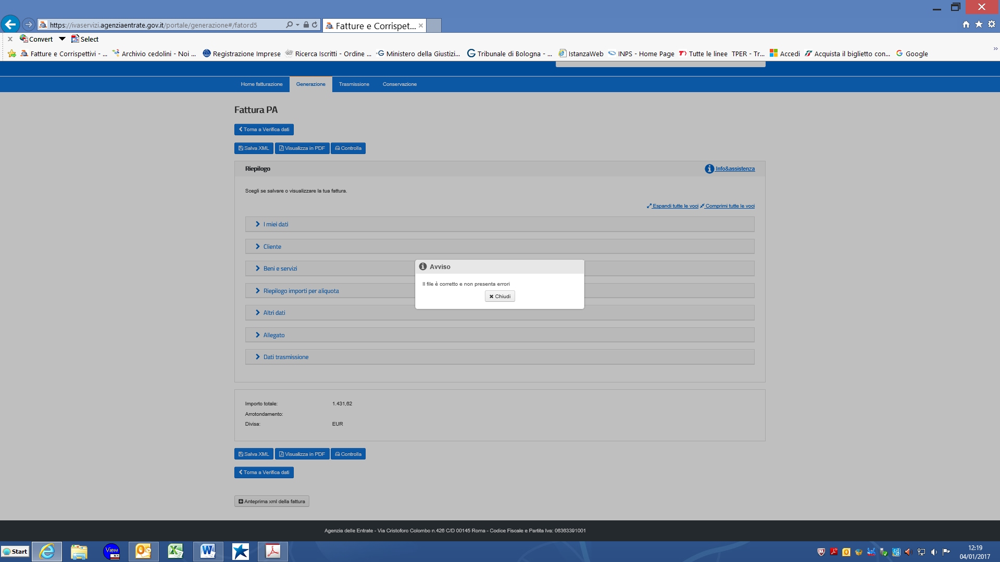 https://ivaservizi.agenziaentrate.gov.it/portale/generazione#/fatord5
Fatture e Corrispet...
Convert Select
Fatture e Corrispettivi - ... Archivio cedolini - Noi ... Registrazione Imprese Ricerca Iscritti - Ordine ... Ministero della Giustizi... Tribunale di Bologna - ... IstanzaWeb INPS - Home Page Tutte le linee TPER - Tr... Accedi Acquista il biglietto con... Google
Home fatturazione Generazione Trasmissione Conservazione
Fattura PA
Torna a Verifica dati
Salva XML Visualizza in PDF Controlla
Riepilogo Info&assistenza
Scegli se salvare o visualizzare la tua fattura.
Espandi tutte le voci Comprimi tutte le voci
I miei dati
Cliente
Beni e servizi
Riepilogo importi per aliquota
Altri dati
Allegato
Dati trasmissione
Avviso
Il file è corretto e non presenta errori
Chiudi
Importo totale: 1.431,62
Arrotondamento:
Divisa: EUR
Salva XML Visualizza in PDF Controlla
Torna a Verifica dati
Anteprima xml della fattura
Agenzia delle Entrate - Via Cristoforo Colombo n.426 C/D 00145 Roma - Codice Fiscale e Partita Iva: 06363391001
Start
View
N1
12:19
04/01/2017